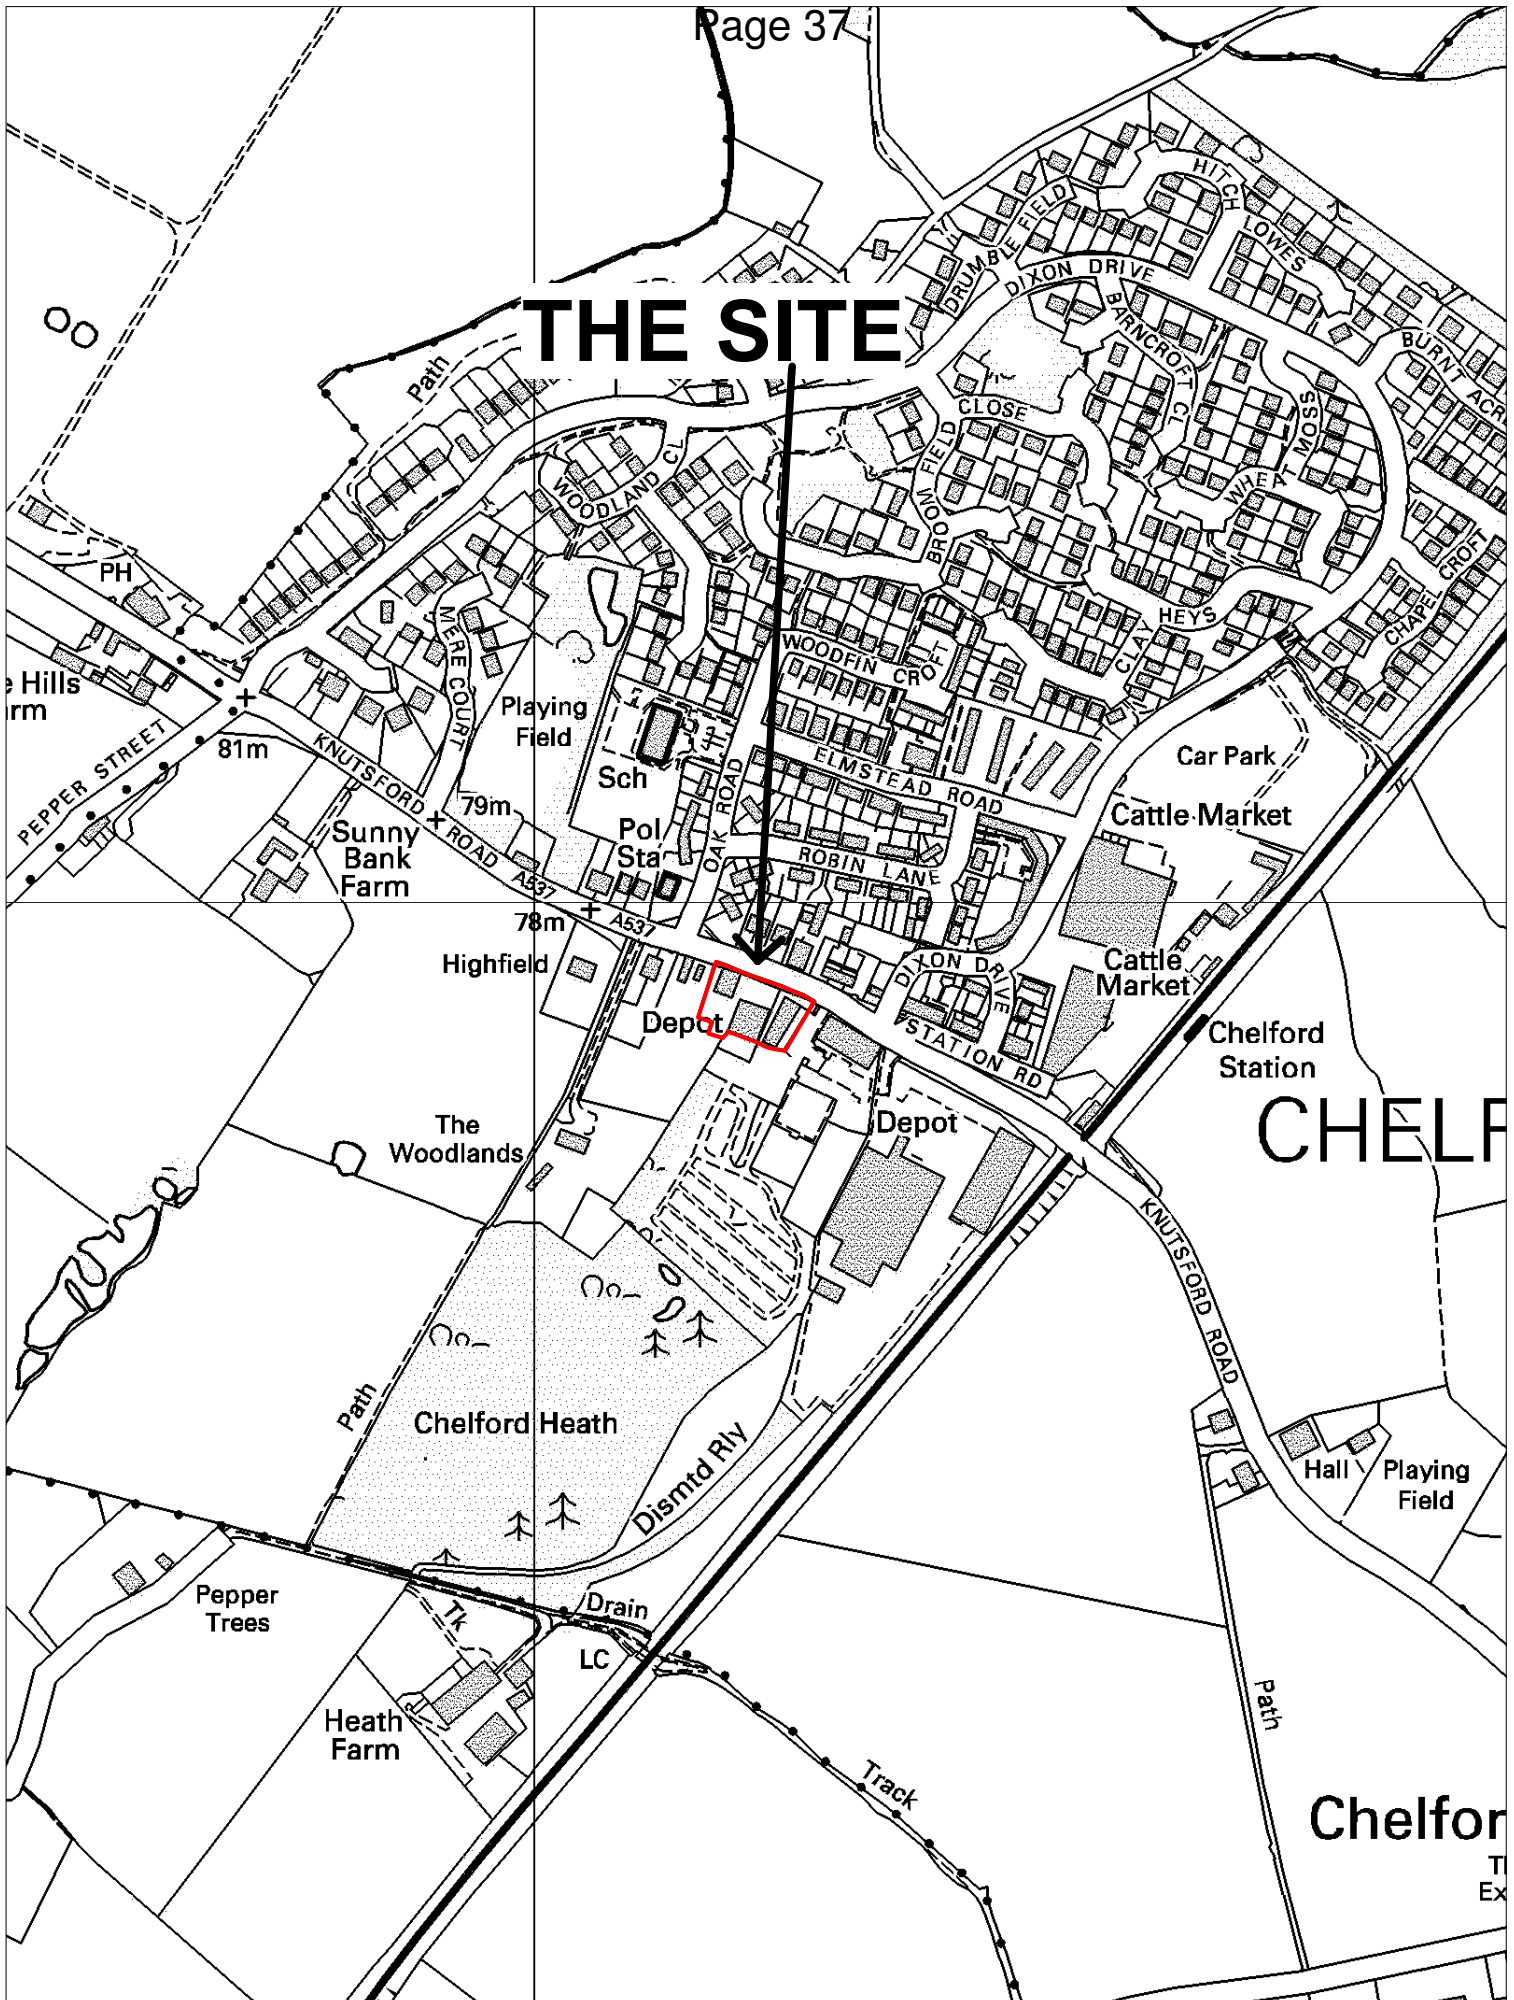 Page 37
HITCH
LOWES
DRUMBLE FIELD
DIXON DRIVE
BARNCROFT CL
BURNT ACR
THE SITE
Path
CLOSE
BROOMFIELD
WHEAT MOSS
WOODLAND CL
PH
MERE COURT
CHAPEL CROFT
HEYS
CLAY
WOODFIN CROFT
e Hills
arm
Playing
Field
Sch
PEPPER STREET
81m
KNUTSFORD ROAD A537
79m
Car Park
ELMSTEAD ROAD
Cattle Market
Sunny
Bank
Farm
Pol
Sta
OAK ROAD
ROBIN LANE
78m
A537
Highfield
DIXON DRIVE
Cattle
Market
Depot
STATION RD
Chelford
Station
The
Woodlands
Depot
CHELF
KNUTSFORD ROAD
Path
Chelford Heath
Dismtd Rly
Hall
Playing
Field
Pepper
Trees
Tk
Drain
LC
Heath
Farm
Path
Track
Chelfor
Ex